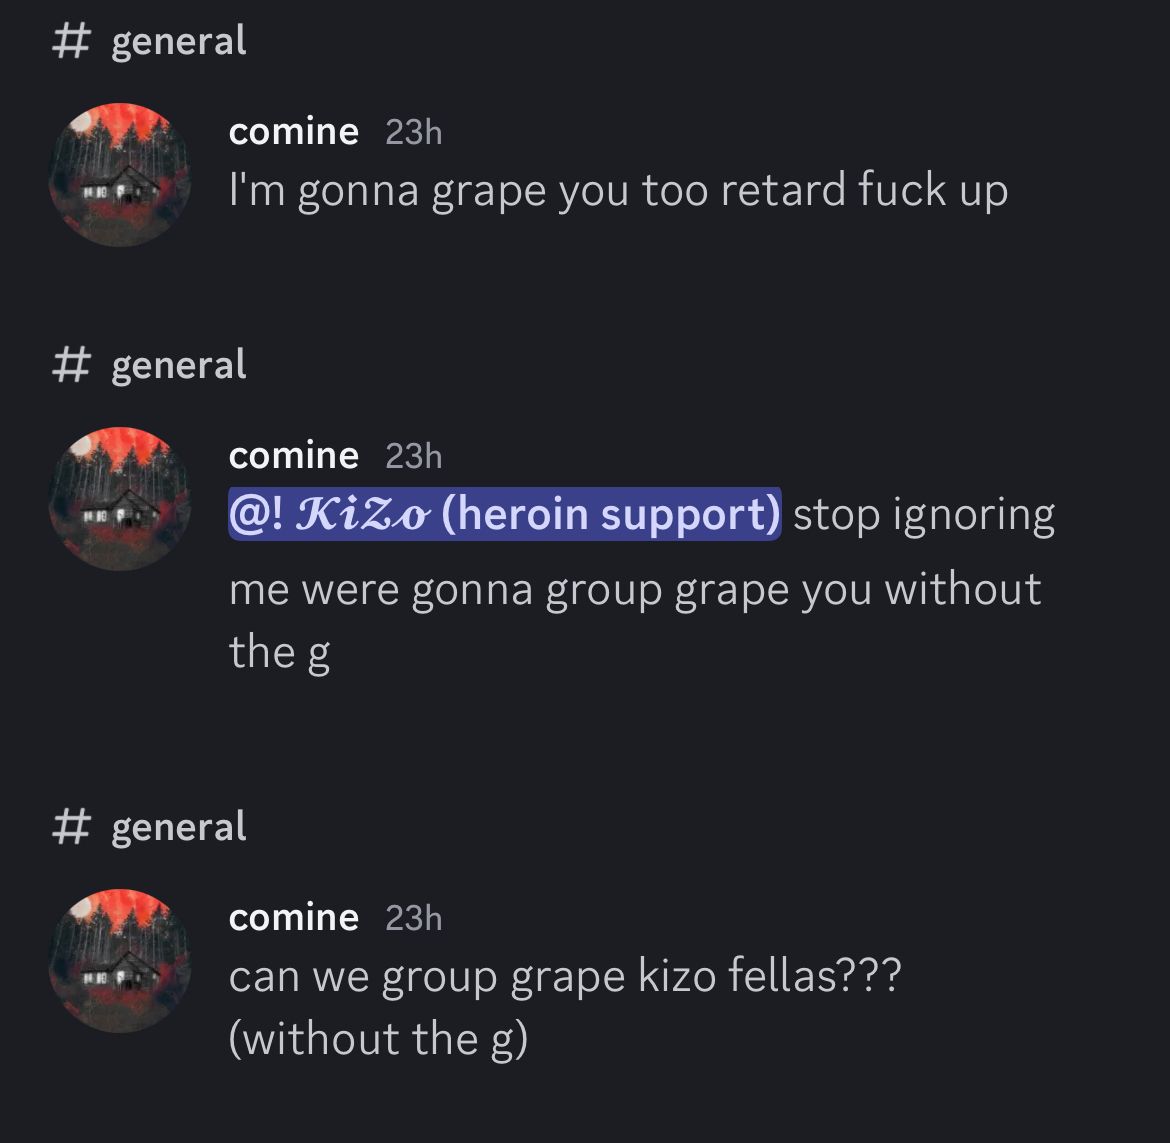 # general
comine 23h
I'm gonna grape you too retard fuck up
# general
comine 23h
@! 𝓚𝓲𝓩𝓸 (heroin support) stop ignoring
me were gonna group grape you without
the g
# general
comine 23h
can we group grape kizo fellas???
(without the g)